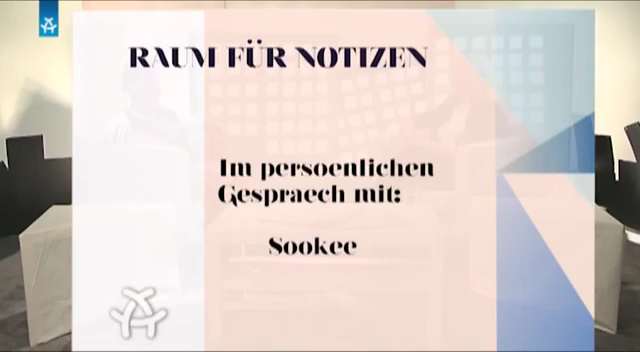 RAUM FÜR NOTIZEN
Im persoenlichen
Gespraech mit:
Sookee